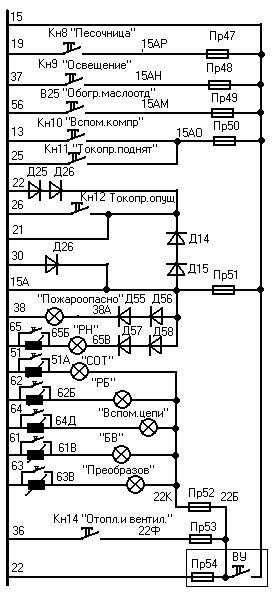 15
Кн8 "Песочница"
19 15АР Пр47
Кн9 "Освещение"
37 15АН Пр48
В25 "Обогр.маслоотд"
56 15АМ Пр49
Кн10 "Вспом.компр"
13 15АО Пр50
Кн11 "Токопр.поднят"
25
Д25 Д26
22
Кн12 Токопр.опущ
26
21 Д14
Д26
30
Д15 Пр51
15А
"Пожароопасно" Д55 Д56
38 38А
65 65Б "РН" 65В Д57 Д58
51 51А "СОТ"
62 62Б "РБ"
64 64Д "Вспом.цепи"
61 61В "БВ"
63 63В "Преобразов"
22К Пр52 22Б
Кн14 "Отопл.и вентил."
36 22Ф Пр53
22 Пр54 ВУ